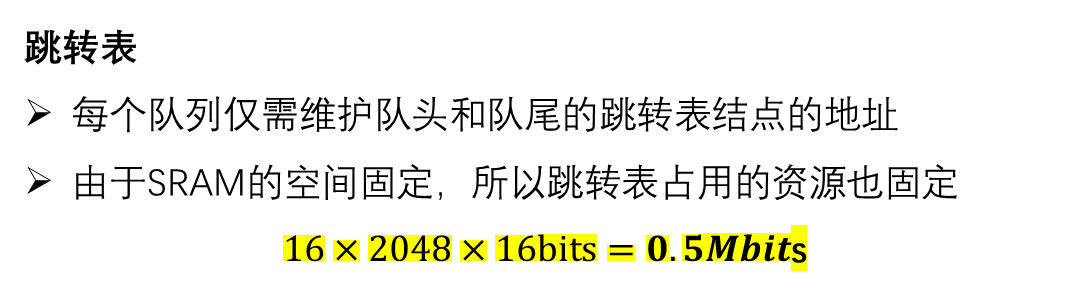 跳转表
➢ 每个队列仅需维护队头和队尾的跳转表结点的地址
➢ 由于SRAM的空间固定，所以跳转表占用的资源也固定
16 × 2048 × 16bits = 0.5Mbits